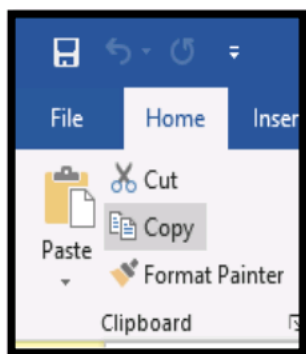 File Home Inser
Cut
Copy
Paste
Format Painter
Clipboard